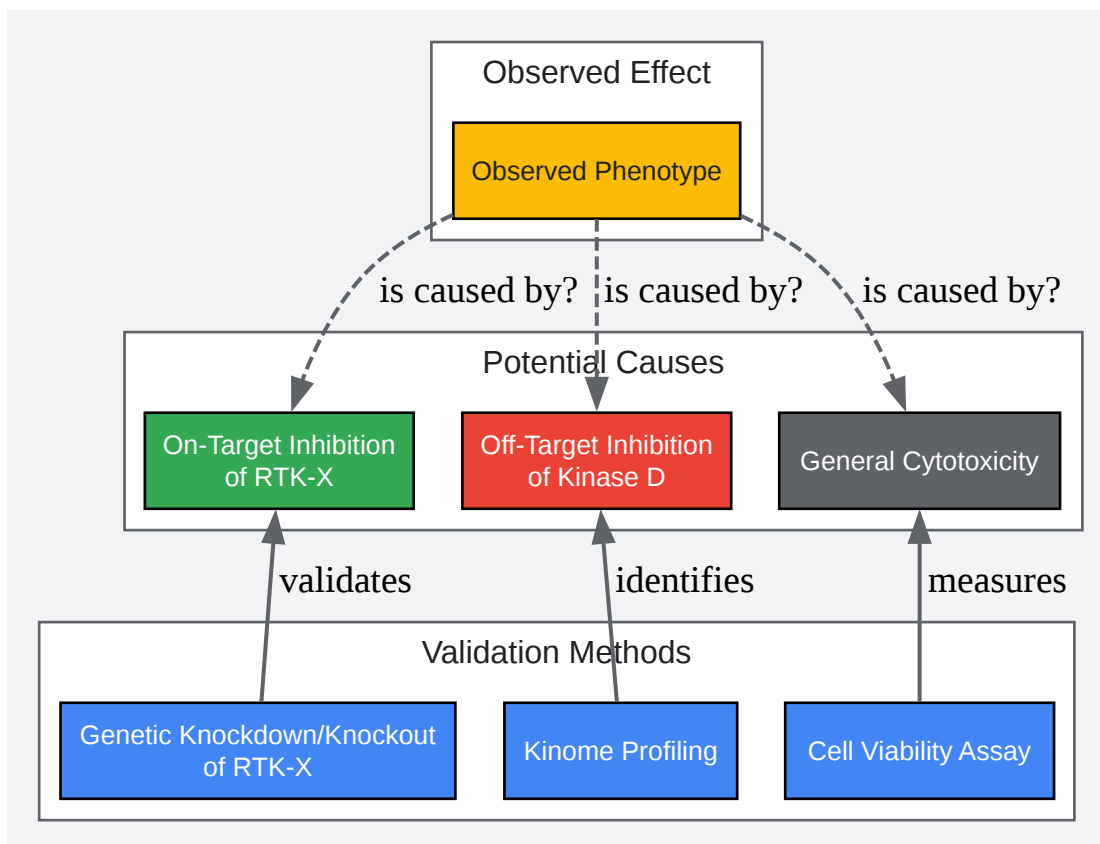 Observed Effect
Observed Phenotype
is caused by?
is caused by?
is caused by?
Potential Causes
On-Target Inhibition
of RTK-X
Off-Target Inhibition
of Kinase D
General Cytotoxicity
validates
identifies
measures
Validation Methods
Genetic Knockdown/Knockout
of RTK-X
Kinome Profiling
Cell Viability Assay